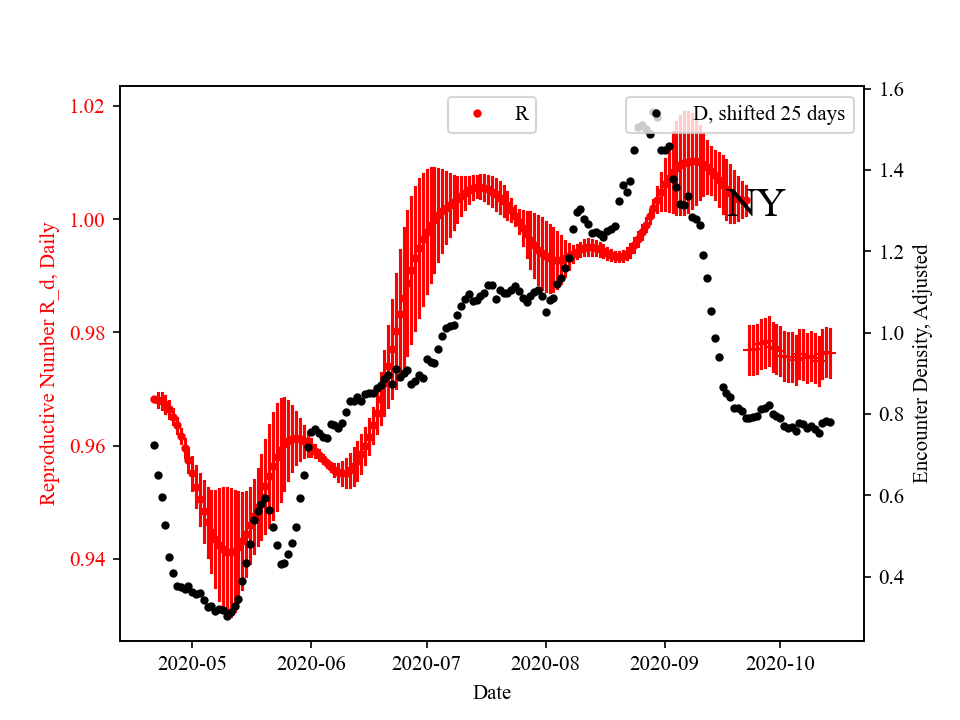 R
D, shifted 25 days
NY
Reproductive Number R_d, Daily
1.02
1.00
0.98
0.96
0.94
1.6
1.4
1.2
1.0
0.8
0.6
0.4
Encounter Density, Adjusted
2020-05 2020-06 2020-07 2020-08 2020-09 2020-10
Date